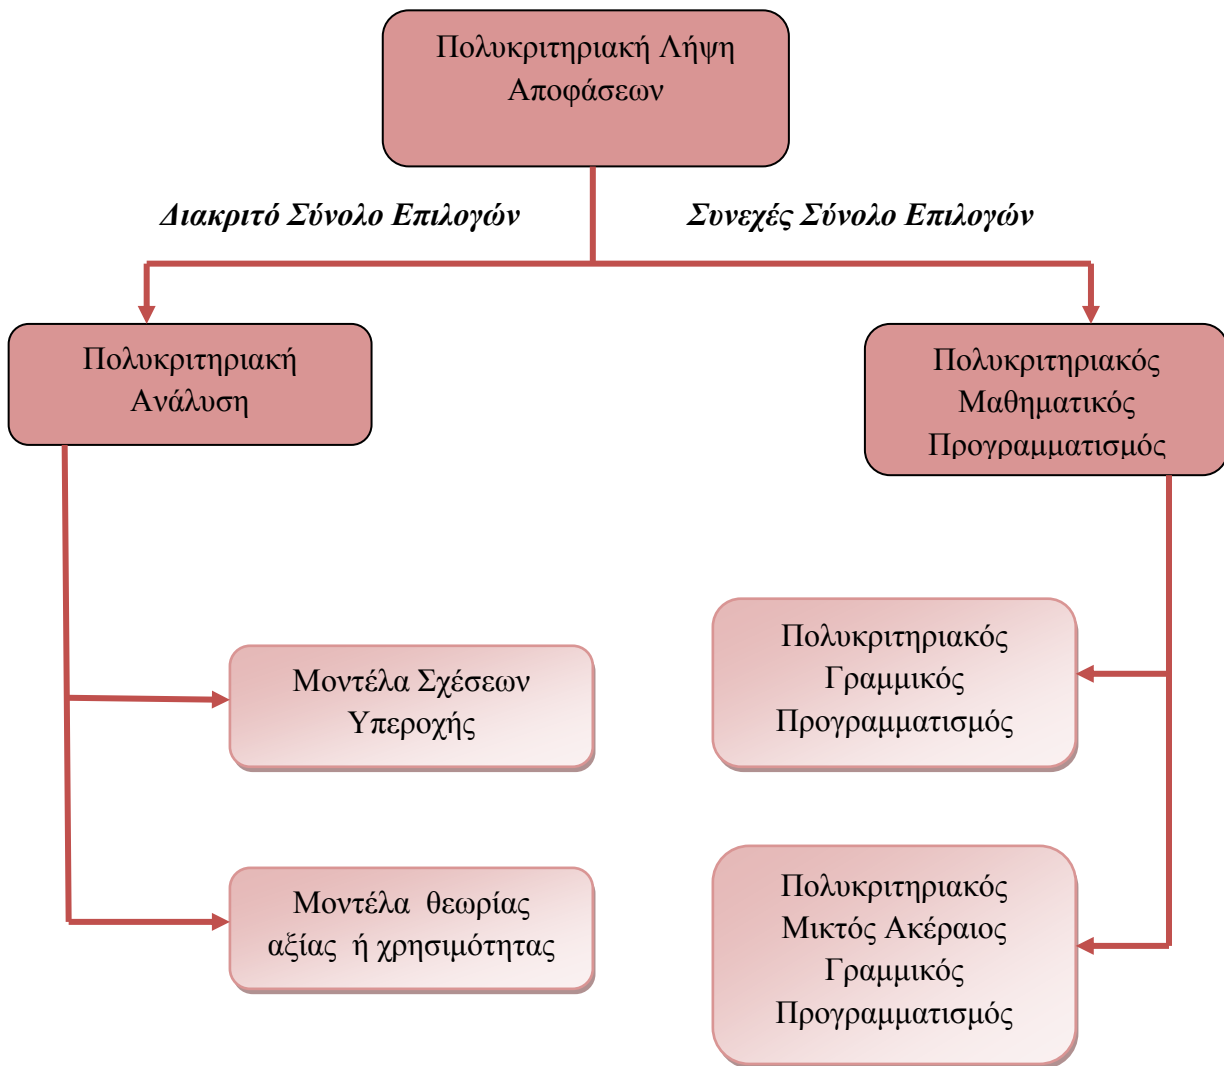 Πολυκριτηριακή Λήψη
Αποφάσεων
Διακριτό Σύνολο Επιλογών
Συνεχές Σύνολο Επιλογών
Πολυκριτηριακή
Ανάλυση
Πολυκριτηριακός
Μαθηματικός
Προγραμματισμός
Μοντέλα Σχέσεων
Υπεροχής
Πολυκριτηριακός
Γραμμικός
Προγραμματισμός
Μοντέλα θεωρίας
αξίας ή χρησιμότητας
Πολυκριτηριακός
Μικτός Ακέραιος
Γραμμικός
Προγραμματισμός